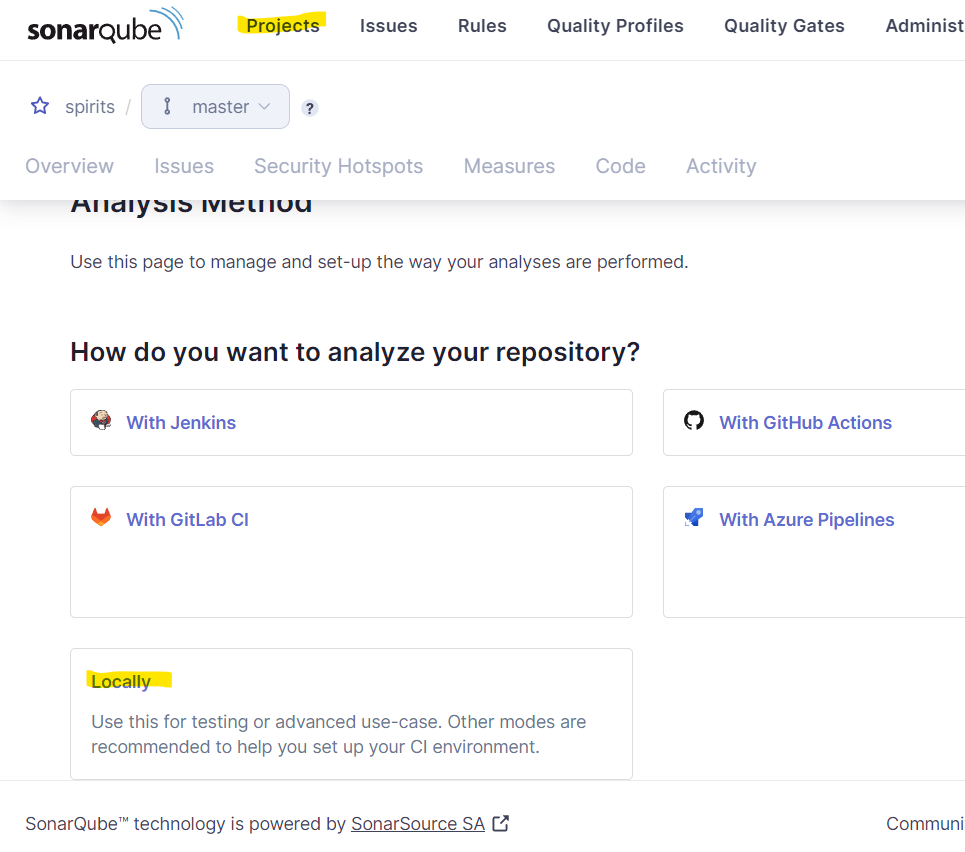 sonarqube Projects Issues Rules Quality Profiles Quality Gates Administ
spirits / master ?
Overview Issues Security Hotspots Measures Code Activity
Analysis Method
Use this page to manage and set-up the way your analyses are performed.
How do you want to analyze your repository?
With Jenkins With GitHub Actions
With GitLab CI With Azure Pipelines
Locally
Use this for testing or advanced use-case. Other modes are
recommended to help you set up your CI environment.
SonarQube™ technology is powered by SonarSource SA Communi